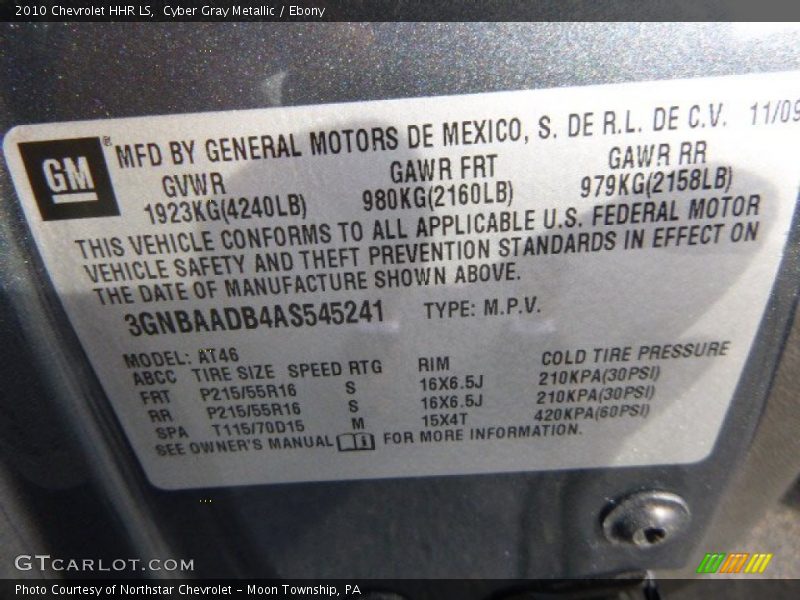 2010 Chevrolet HHR LS, Cyber Gray Metallic / Ebony
GM® MFD BY GENERAL MOTORS DE MEXICO, S. DE R.L. DE C.V. 11/09
GVWR GAWR FRT GAWR RR
1923KG(4240LB) 980KG(2160LB) 979KG(2158LB)
THIS VEHICLE CONFORMS TO ALL APPLICABLE U.S. FEDERAL MOTOR
VEHICLE SAFETY AND THEFT PREVENTION STANDARDS IN EFFECT ON
THE DATE OF MANUFACTURE SHOWN ABOVE.
3GNBAADB4AS545241 TYPE: M.P.V.
MODEL: AT46
ABCC TIRE SIZE SPEED RTG RIM COLD TIRE PRESSURE
FRT P215/55R16 S 16X6.5J 210KPA(30PSI)
RR P215/55R16 S 16X6.5J 210KPA(30PSI)
SPA T115/70D15 M 15X4T 420KPA(60PSI)
SEE OWNER'S MANUAL FOR MORE INFORMATION.
GTCARLOT.COM
Photo Courtesy of Northstar Chevrolet – Moon Township, PA